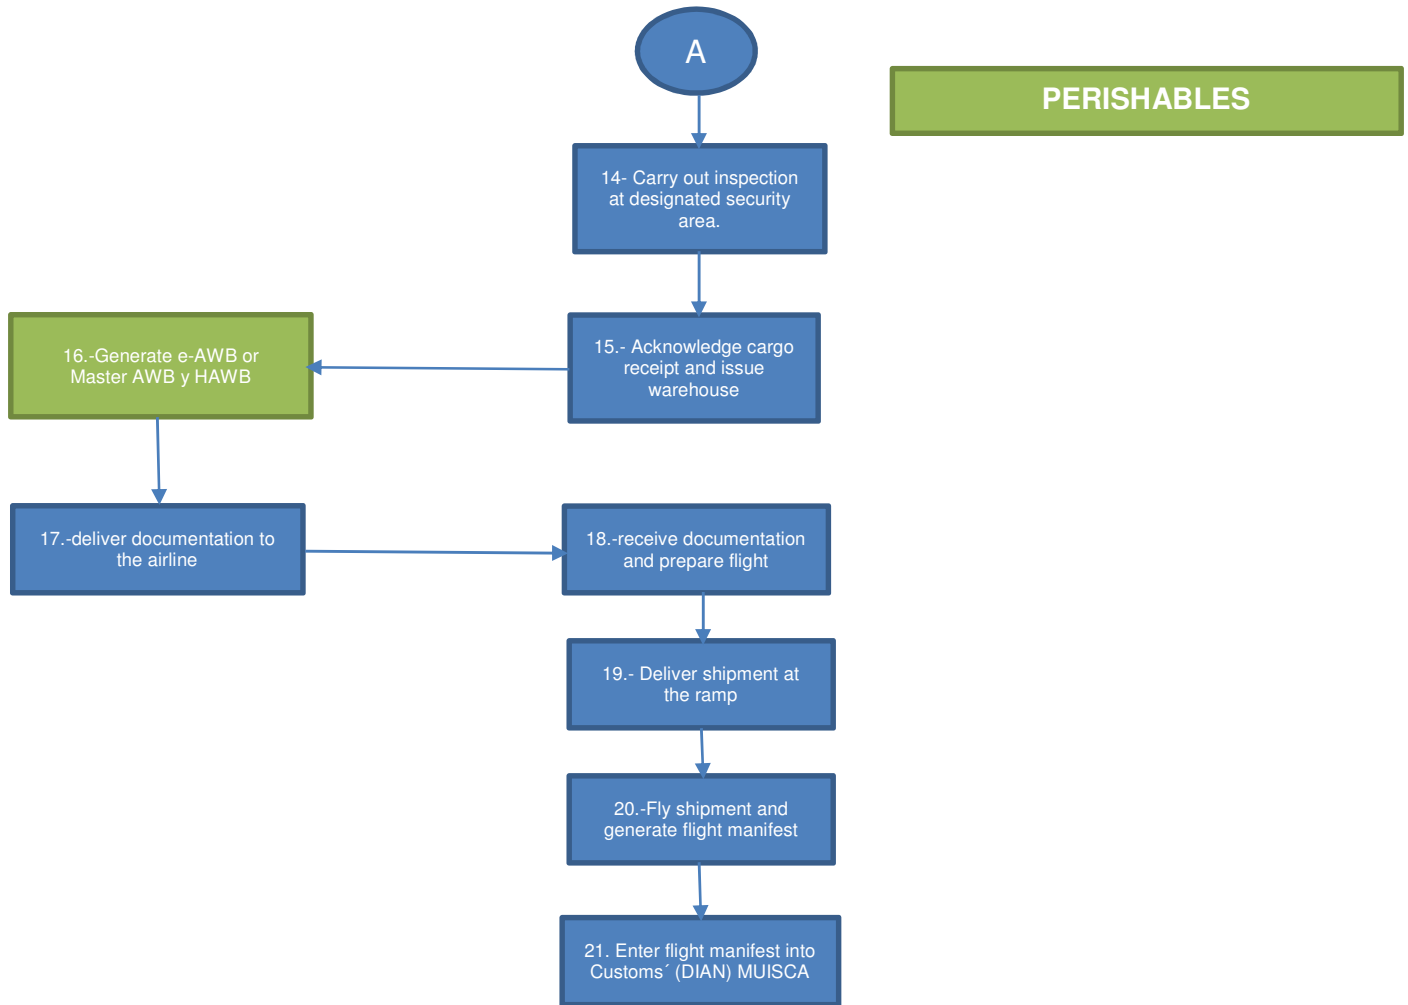 A
PERISHABLES
14- Carry out inspection
at designated security
area.
15.- Acknowledge cargo
receipt and issue
warehouse
16.-Generate e-AWB or
Master AWB y HAWB
17.-deliver documentation to
the airline
18.-receive documentation
and prepare flight
19.- Deliver shipment at
the ramp
20.-Fly shipment and
generate flight manifest
21. Enter flight manifest into
Customs´ (DIAN) MUISCA